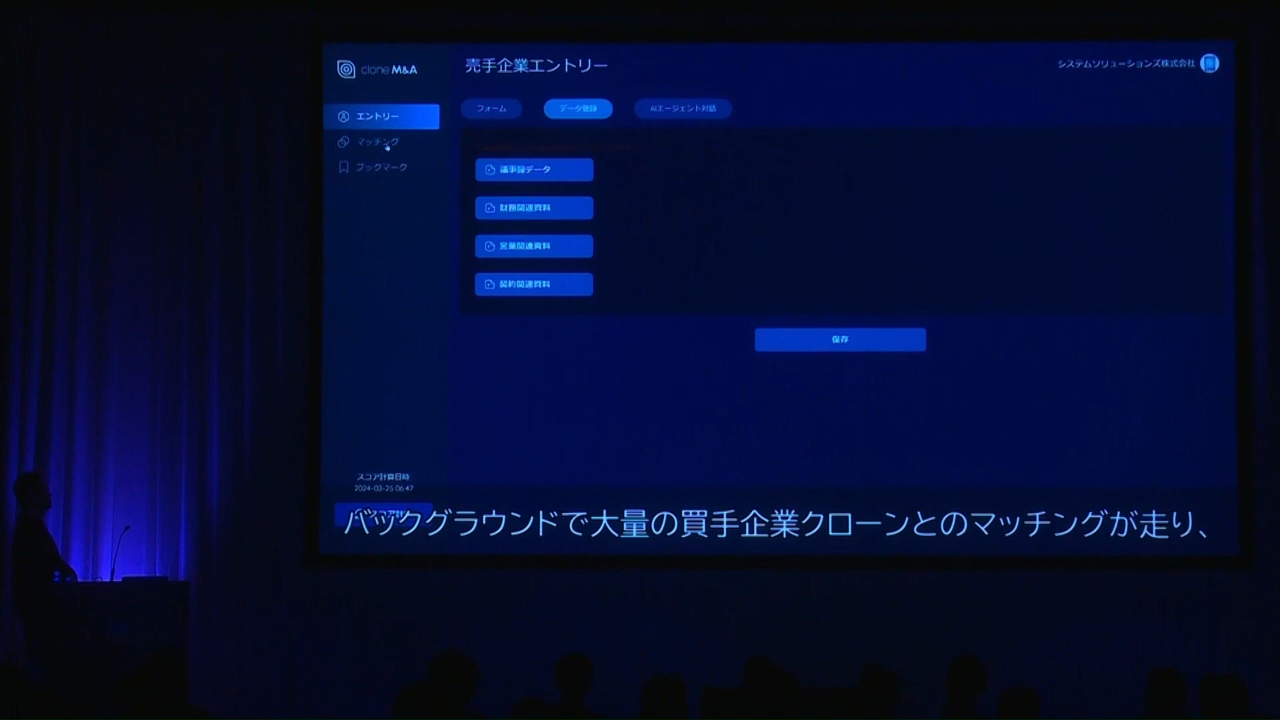 clone M&A
売手企業エントリー
システムソリューションズ株式会社
エントリー
マッチング
ブックマーク
フォーム
データ登録
AIエージェント対話
議事録データ
財務関連資料
営業関連資料
契約関連資料
保存
スコア計算日時
2024-03-25 06:47
バックグラウンドで大量の買手企業クローンとのマッチングが走り、